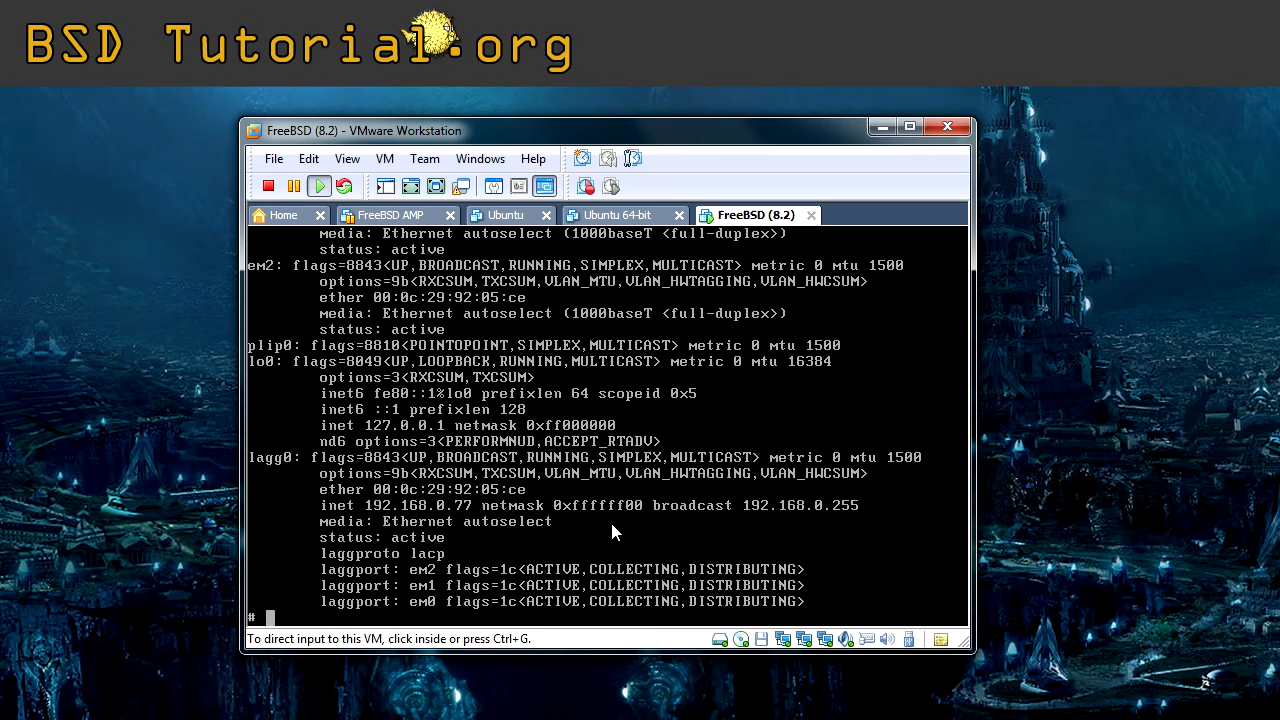 BSD Tutorial.org
FreeBSD (8.2) - VMware Workstation
File Edit View VM Team Windows Help
Home FreeBSD AMP Ubuntu Ubuntu 64-bit FreeBSD (8.2)
media: Ethernet autoselect (1000baseT <full-duplex>)
status: active
em2: flags=8843<UP,BROADCAST,RUNNING,SIMPLEX,MULTICAST> metric 0 mtu 1500
options=9b<RXCSUM,TXCSUM,VLAN_MTU,VLAN_HWTAGGING,VLAN_HWCSUM>
ether 00:0c:29:92:05:ce
media: Ethernet autoselect (1000baseT <full-duplex>)
status: active
plip0: flags=8810<POINTOPOINT,SIMPLEX,MULTICAST> metric 0 mtu 1500
lo0: flags=8049<UP,LOOPBACK,RUNNING,MULTICAST> metric 0 mtu 16384
options=3<RXCSUM,TXCSUM>
inet6 fe80::1%lo0 prefixlen 64 scopeid 0x5
inet6 ::1 prefixlen 128
inet 127.0.0.1 netmask 0xff000000
nd6 options=3<PERFORMNUD,ACCEPT_RTADV>
lagg0: flags=8843<UP,BROADCAST,RUNNING,SIMPLEX,MULTICAST> metric 0 mtu 1500
options=9b<RXCSUM,TXCSUM,VLAN_MTU,VLAN_HWTAGGING,VLAN_HWCSUM>
ether 00:0c:29:92:05:ce
inet 192.168.0.77 netmask 0xffffff00 broadcast 192.168.0.255
media: Ethernet autoselect
status: active
laggproto lacp
laggport: em2 flags=1c<ACTIVE,COLLECTING,DISTRIBUTING>
laggport: em1 flags=1c<ACTIVE,COLLECTING,DISTRIBUTING>
laggport: em0 flags=1c<ACTIVE,COLLECTING,DISTRIBUTING>
#
To direct input to this VM, click inside or press Ctrl+G.